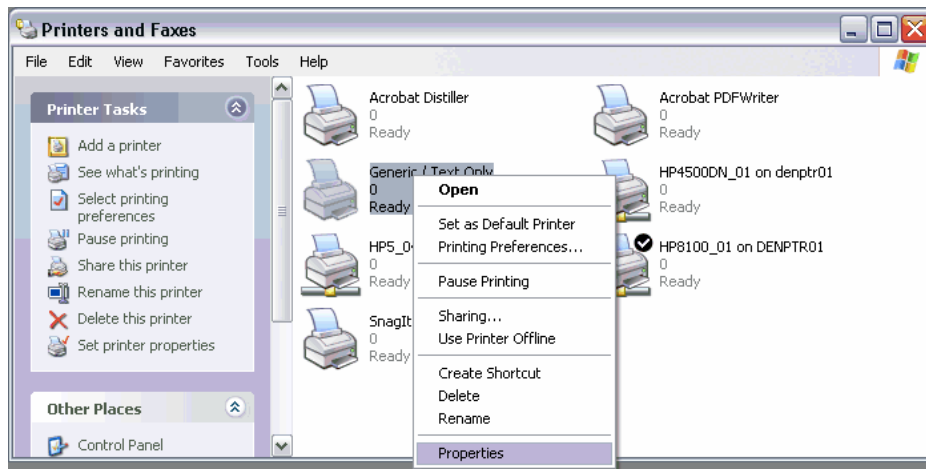 Printers and Faxes
File Edit View Favorites Tools Help
Printer Tasks
Add a printer
See what's printing
Select printing
preferences
Pause printing
Share this printer
Rename this printer
Delete this printer
Set printer properties
Other Places
Control Panel
Acrobat Distiller
0
Ready
Acrobat PDFWriter
0
Ready
Generic / Text Only
0
Ready
HP4500DN_01 on denptr01
0
Ready
HP5_0
0
Ready
HP8100_01 on DENPTR01
0
Ready
SnagIt
0
Ready
Open
Set as Default Printer
Printing Preferences...
Pause Printing
Sharing...
Use Printer Offline
Create Shortcut
Delete
Rename
Properties